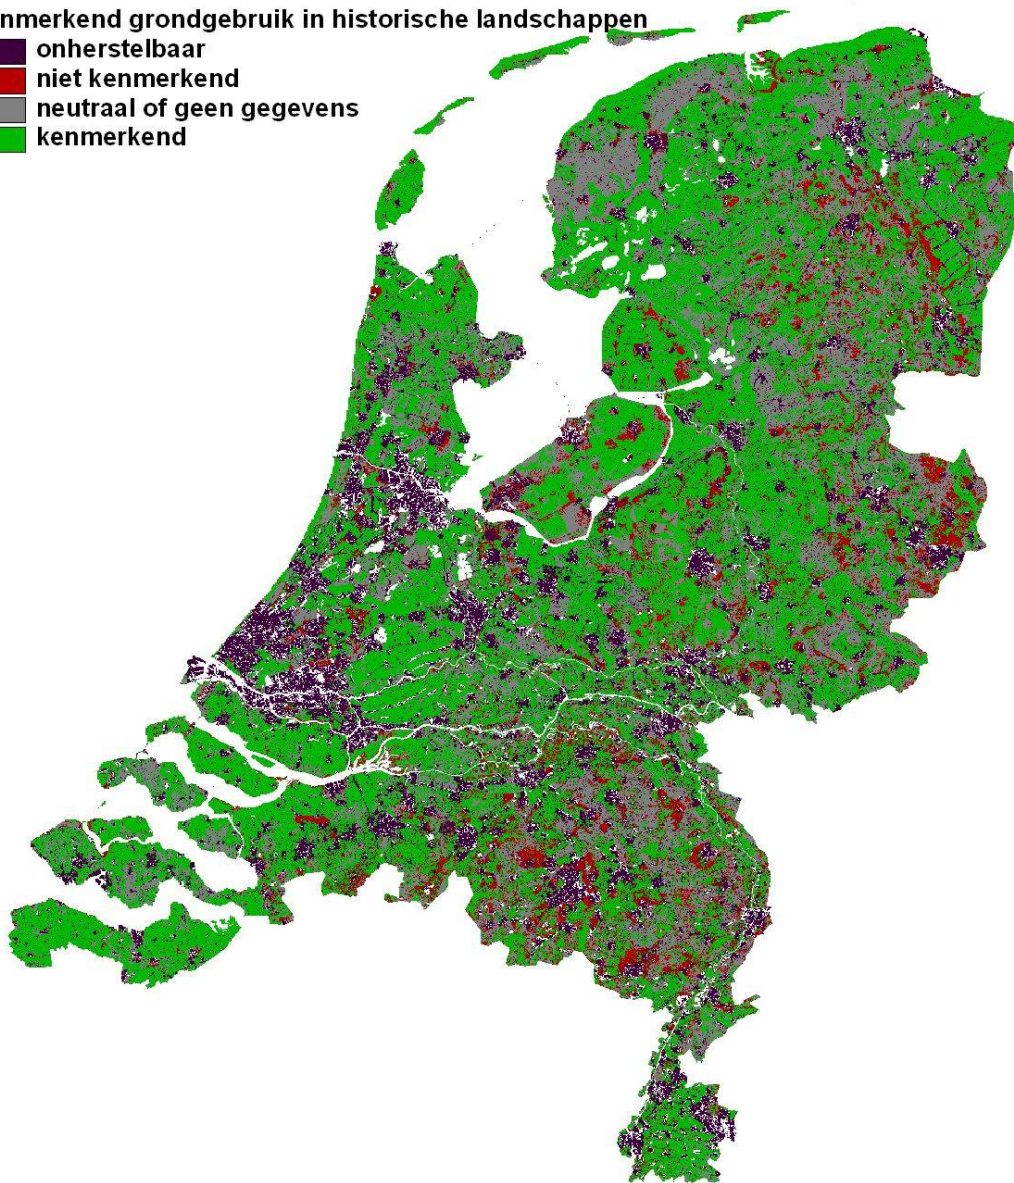 nmerkend grondgebruik in historische landschappen
onherstelbaar
niet kenmerkend
neutraal of geen gegevens
kenmerkend